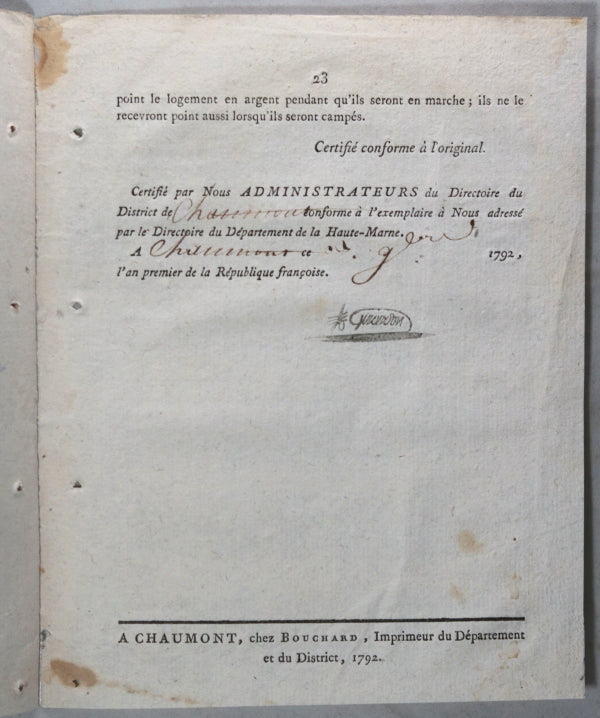 23
point le logement en argent pendant qu'ils seront en marche ; ils ne le
recevront point aussi lorsqu'ils seront campés.
Certifié conforme à l'original.
Certifié par Nous ADMINISTRATEURS du Directoire du
District de Chaumont conforme à l'exemplaire à Nous adressé
par le Directoire du Département de la Haute-Marne.
A Chaumont ce 1792,
l'an premier de la République françoise.
A CHAUMONT, chez BOUCHARD, Imprimeur du Département
et du District, 1792.